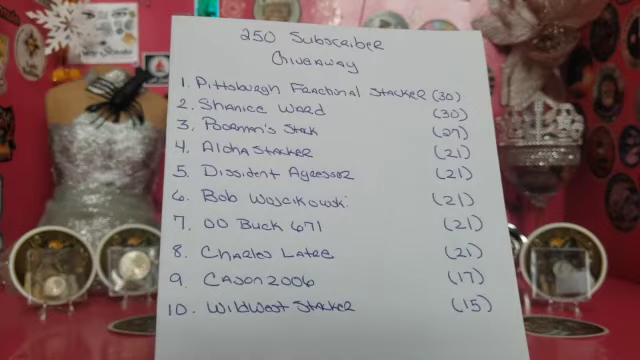 250 Subscriber
Giveaway
1. Pittsburgh Fractional Stacker (30)
2. Shanice Ward (30)
3. Poorman's Stack (27)
4. Aloha Stacker (21)
5. Dissident Agressor (21)
6. Bob Wojcikowski (21)
7. OO Buck 671 (21)
8. Charles Latre (21)
9. Cason2006 (17)
10. WildWest Stacker (15)